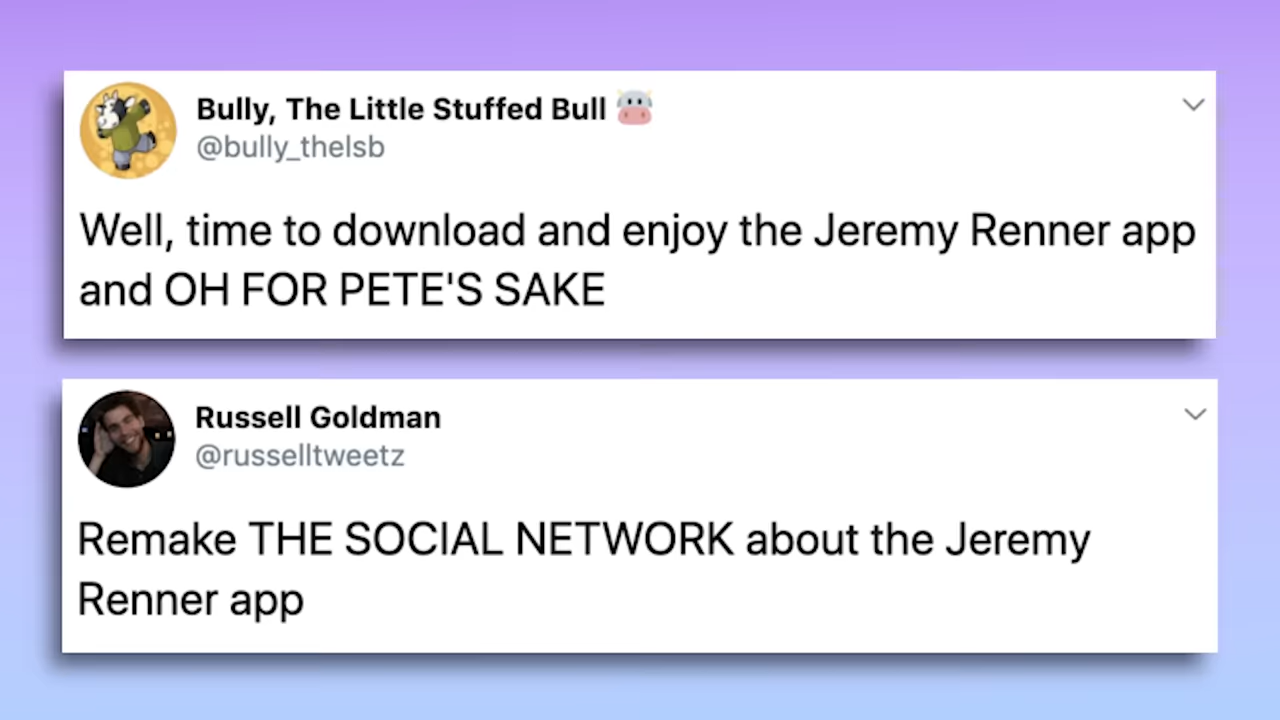 Bully, The Little Stuffed Bull 🐮
@bully_thelsb
Well, time to download and enjoy the Jeremy Renner app
and OH FOR PETE'S SAKE
Russell Goldman
@russelltweetz
Remake THE SOCIAL NETWORK about the Jeremy
Renner app